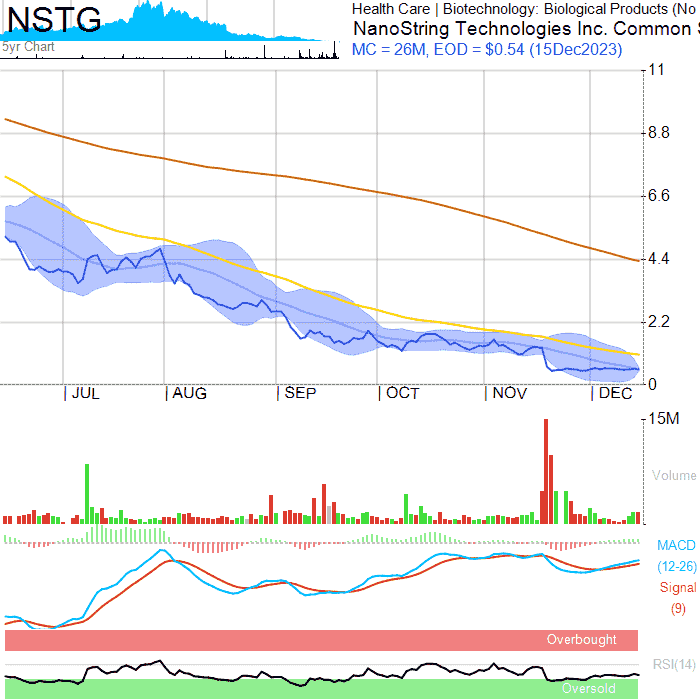 NSTG
5yr Chart
Health Care | Biotechnology: Biological Products (No
NanoString Technologies Inc. Common S
MC = 26M, EOD = $0.54 (15Dec2023)
11
8.8
6.6
4.4
2.2
0
| JUL | AUG | SEP | OCT | NOV | DEC
15M
Volume
MACD
(12-26)
Signal
(9)
Overbought
RSI(14)
Oversold